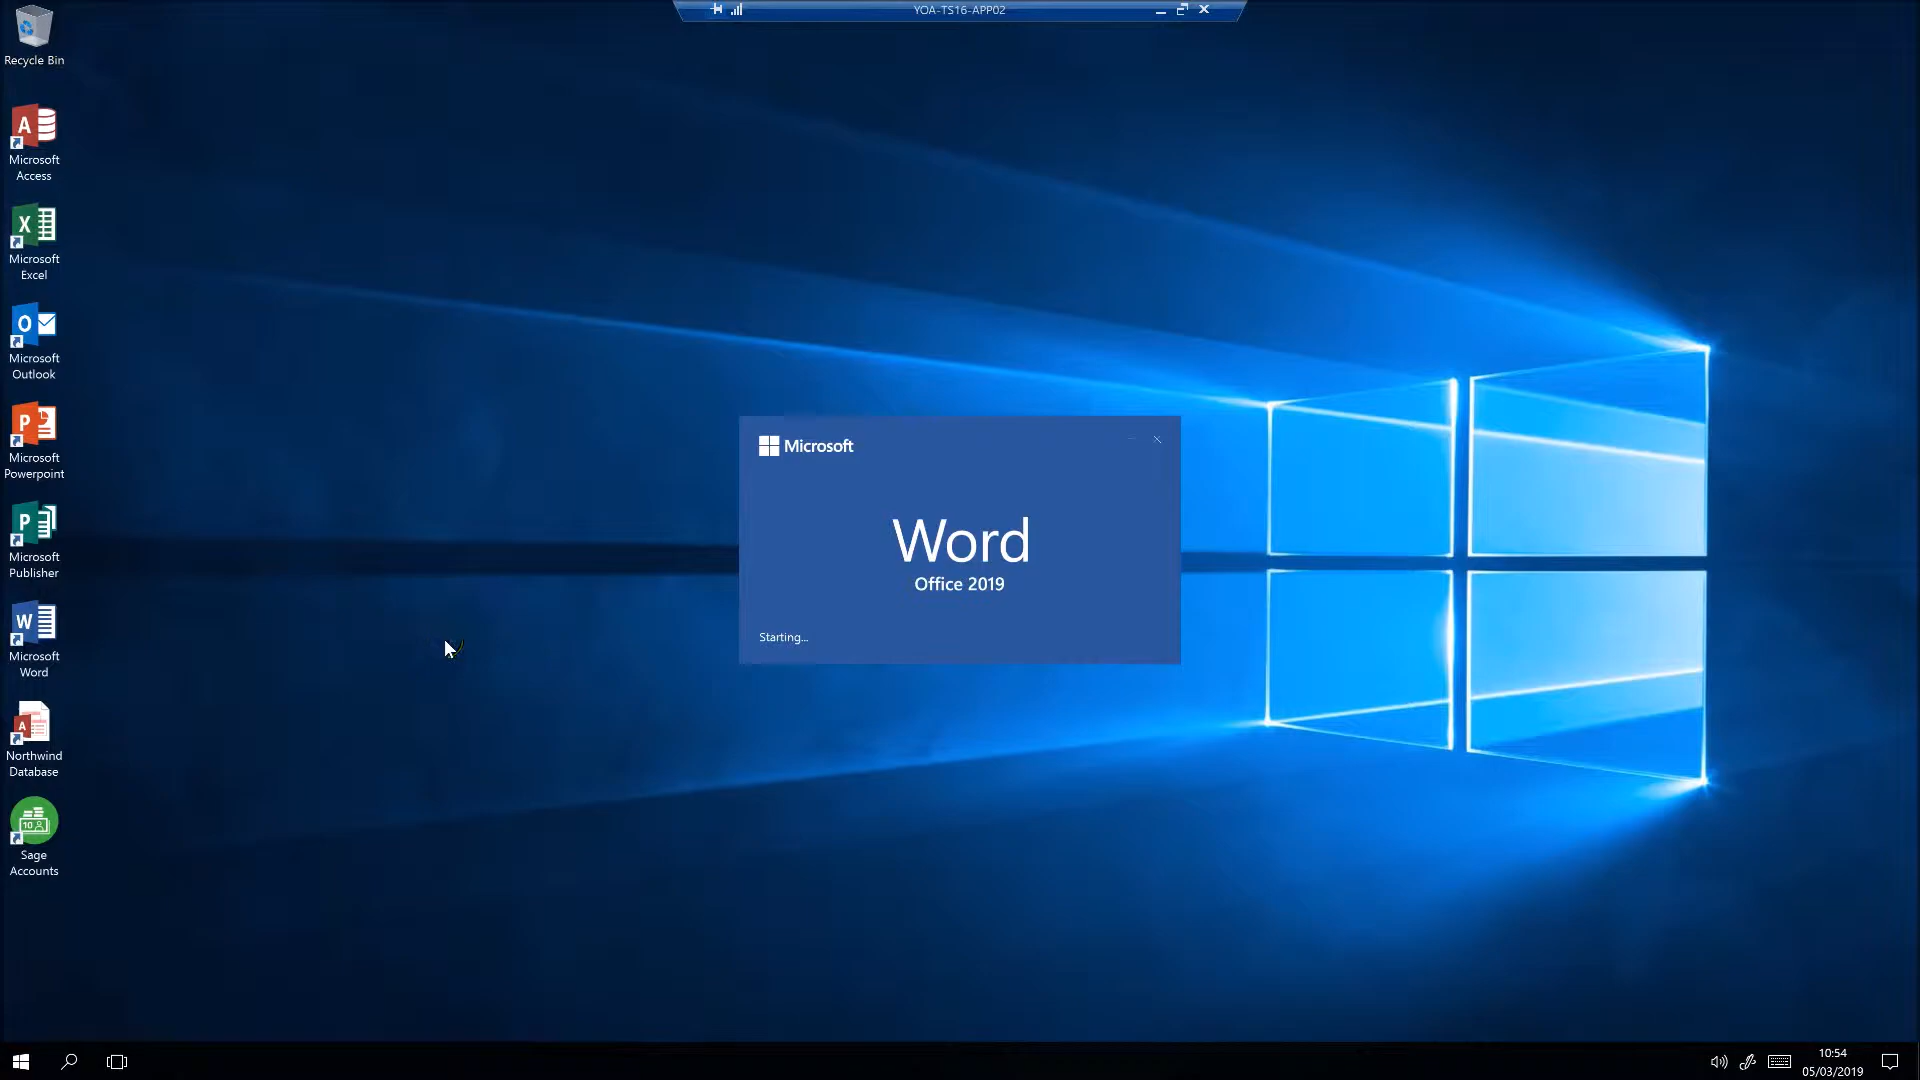 YOA-TS16-APP02
Recycle Bin
Microsoft
Access
Microsoft
Excel
Microsoft
Outlook
Microsoft
Powerpoint
Microsoft
Publisher
Microsoft
Word
Northwind
Database
Sage
Accounts
Microsoft
Word
Office 2019
Starting...
10:54
05/03/2019